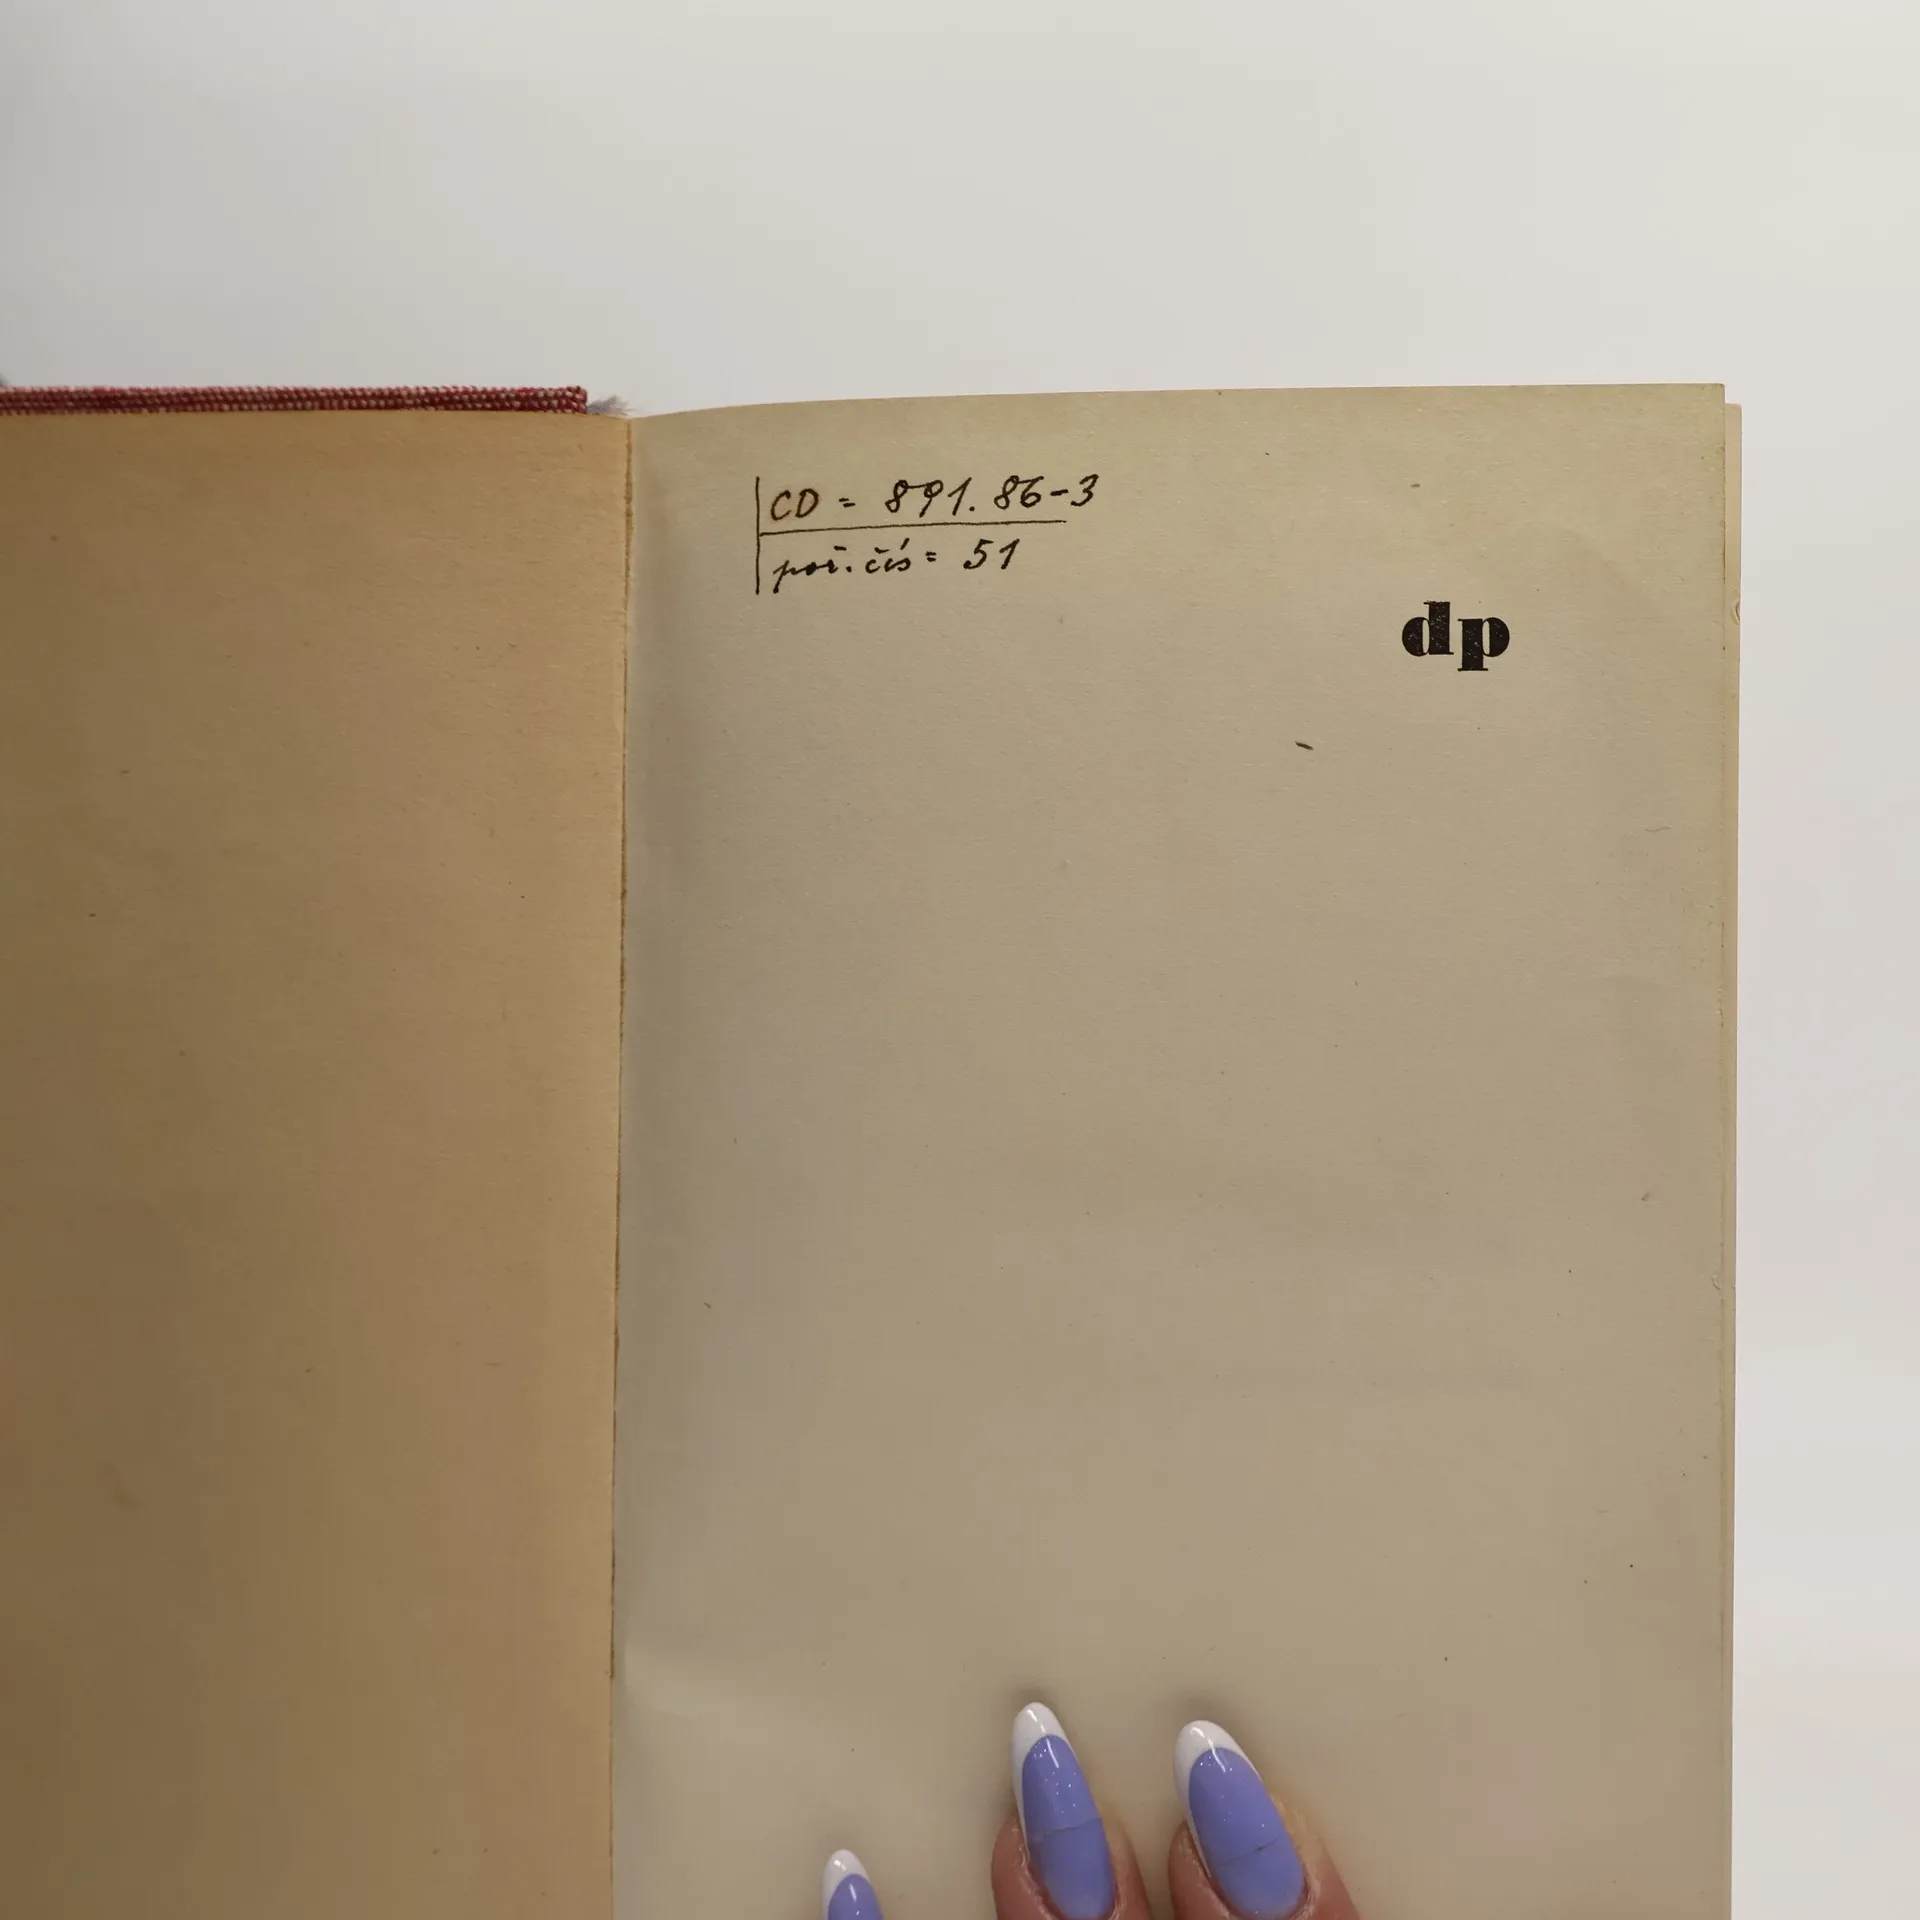 CD = 891.86-3
poř. čís = 51
dp